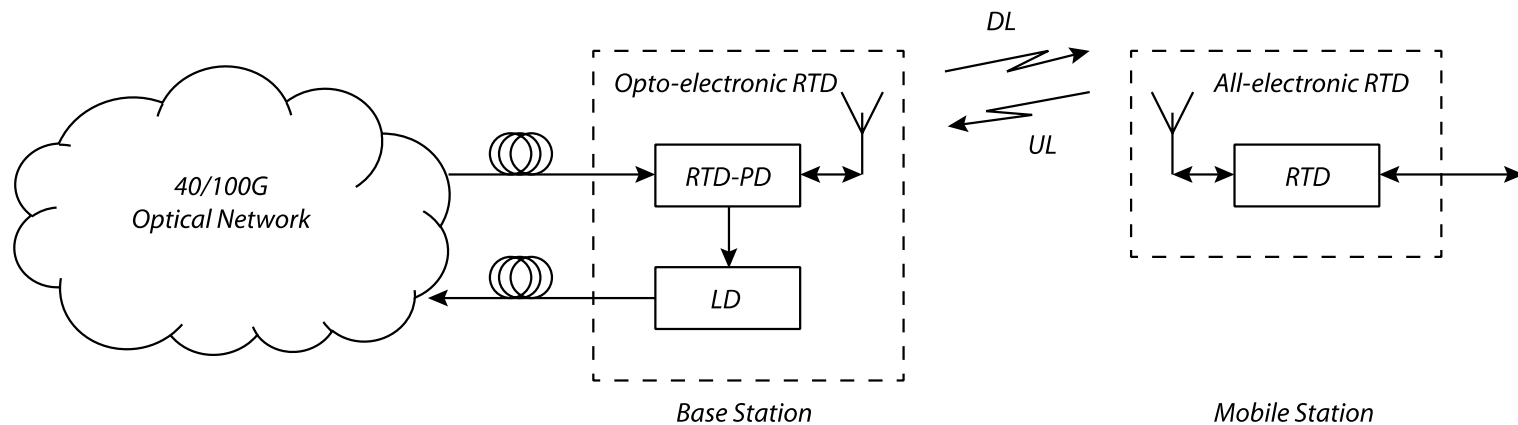 40/100G
Optical Network
Opto-electronic RTD
RTD-PD
LD
Base Station
DL
UL
All-electronic RTD
RTD
Mobile Station